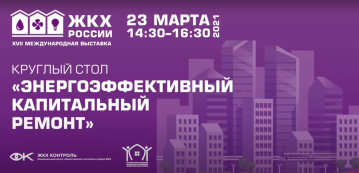 ЖКХ
РОССИИ
XVII МЕЖДУНАРОДНАЯ ВЫСТАВКА
23 МАРТА
14:30-16:30
2021
КРУГЛЫЙ СТОЛ
«ЭНЕРГОЭФФЕКТИВНЫЙ
КАПИТАЛЬНЫЙ
РЕМОНТ»
ЖКХ КОНТРОЛЬ